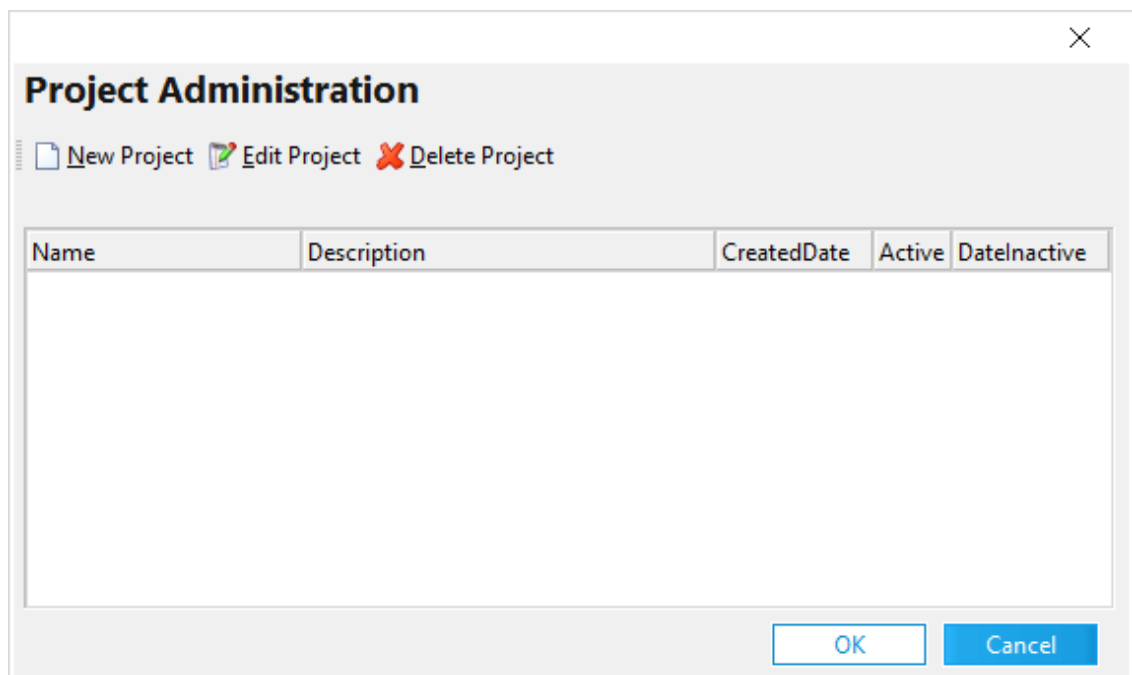 Project Administration
New Project Edit Project Delete Project
Name Description CreatedDate Active DateInactive
OK Cancel